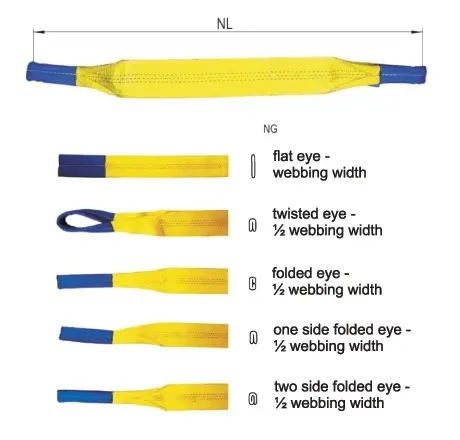 NL
NG
flat eye -
webbing width
twisted eye -
½ webbing width
folded eye -
½ webbing width
one side folded eye -
½ webbing width
two side folded eye -
½ webbing width